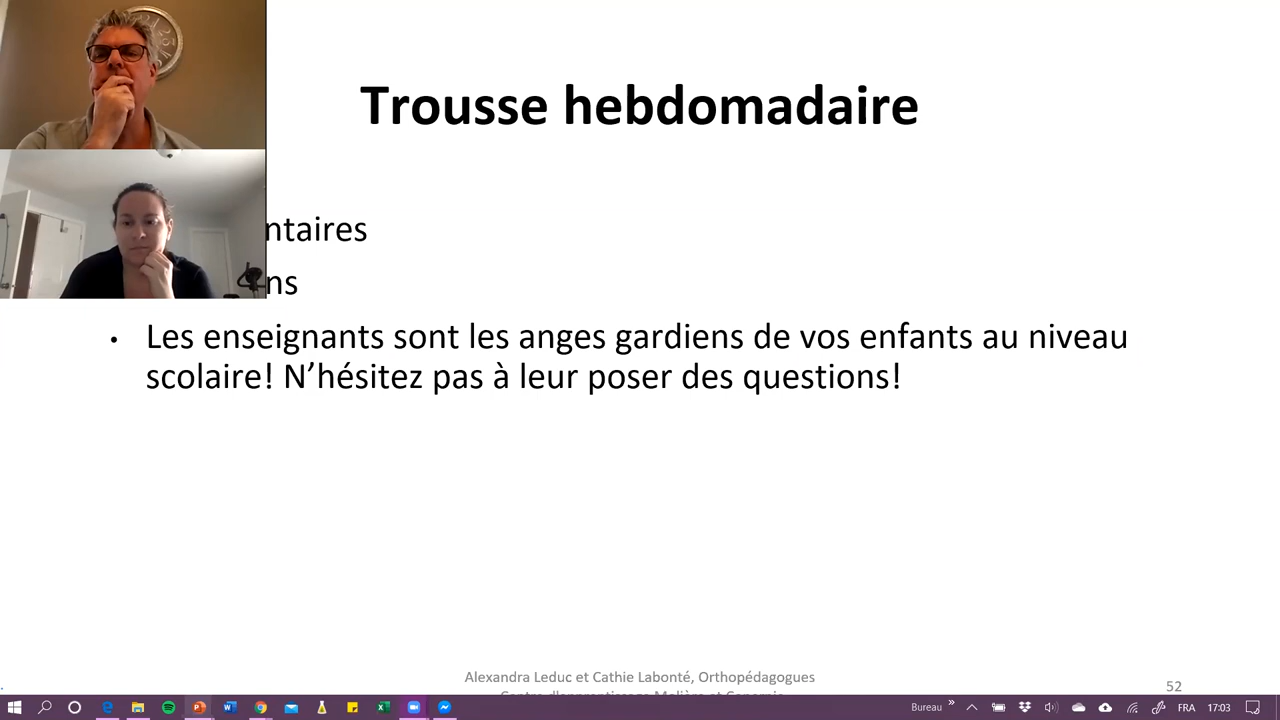 Trousse hebdomadaire
ntaires
ns
• Les enseignants sont les anges gardiens de vos enfants au niveau
scolaire! N’hésitez pas à leur poser des questions!
Alexandra Leduc et Cathie Labonté, Orthopédagogues
52
Bureau » FRA 17:03